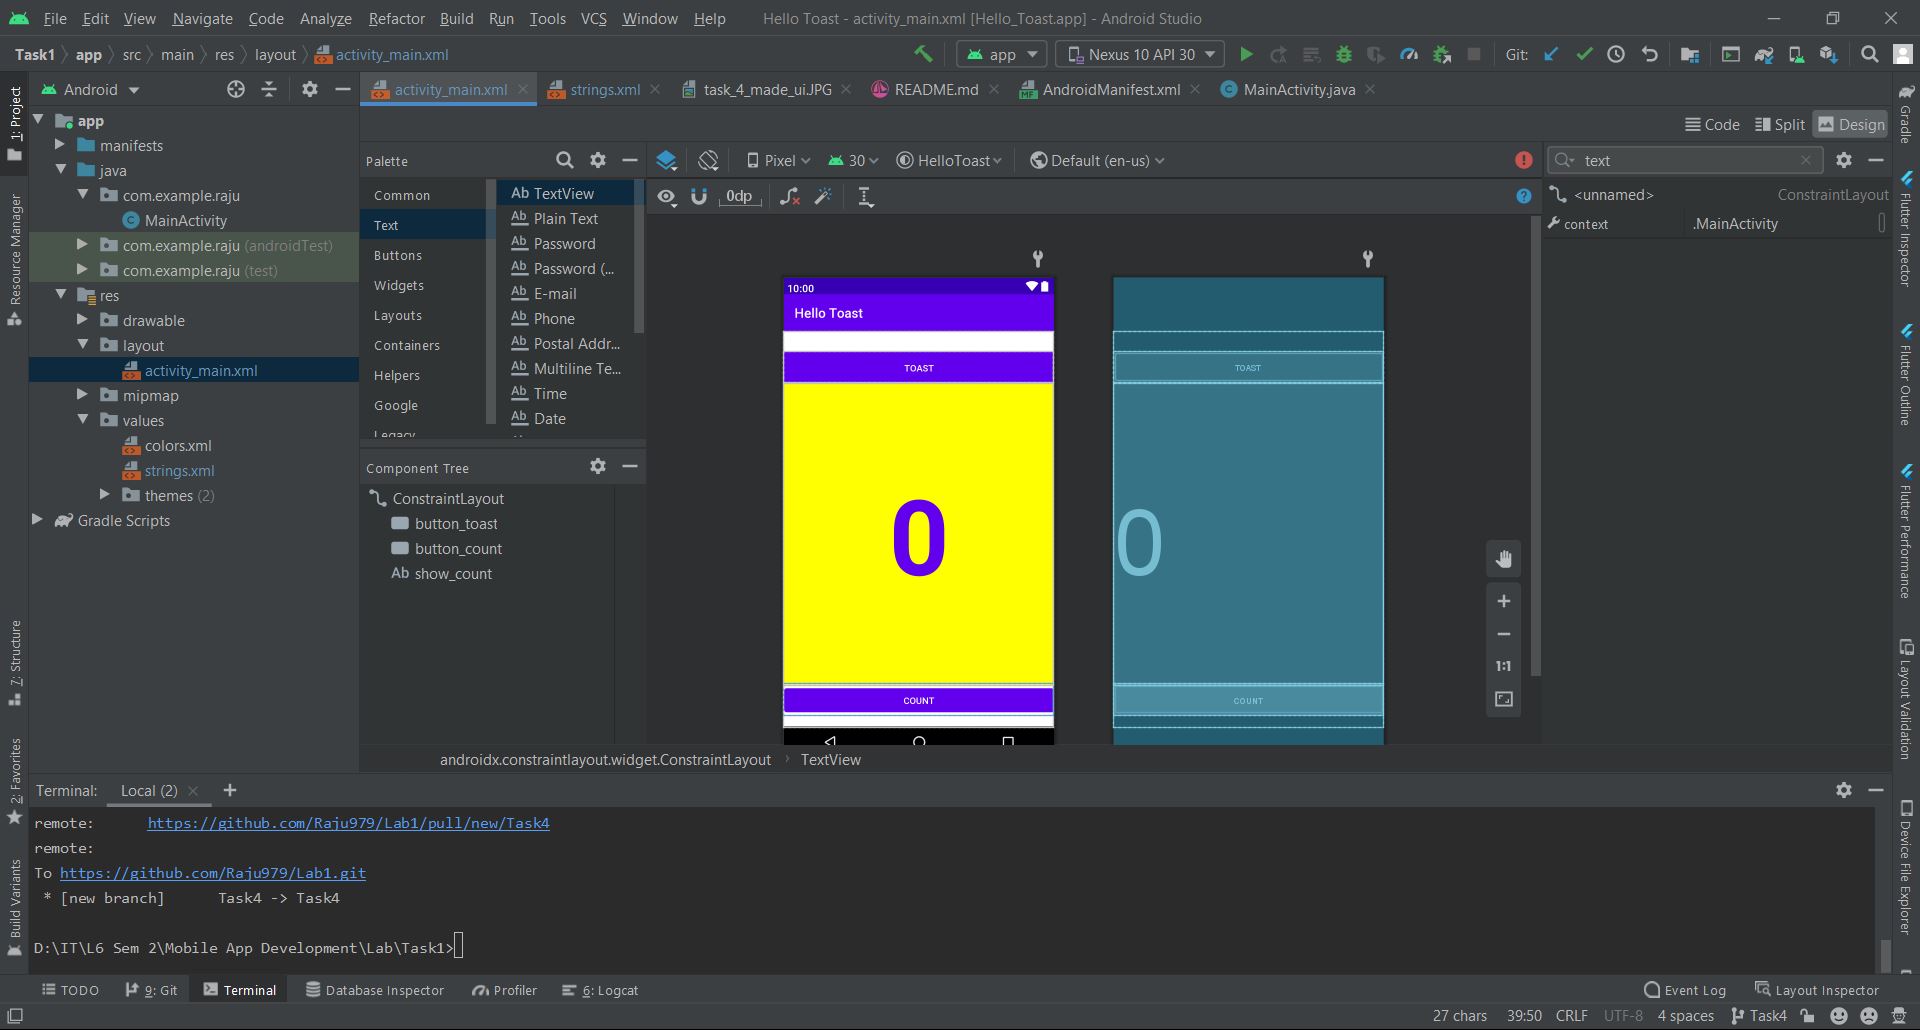 File Edit View Navigate Code Analyze Refactor Build Run Tools VCS Window Help Hello Toast - activity_main.xml [Hello_Toast.app] - Android Studio
Task1 app src main res layout activity_main.xml app Nexus 10 API 30 Git:
Android activity_main.xml strings.xml task_4_made_ui.JPG README.md AndroidManifest.xml MainActivity.java
1: Project
Resource Manager
7: Structure
2: Favorites
Build Variants
app
manifests
java
com.example.raju
MainActivity
com.example.raju (androidTest)
com.example.raju (test)
res
drawable
layout
activity_main.xml
mipmap
values
colors.xml
strings.xml
themes (2)
Gradle Scripts
Code Split Design
Palette
Common
Text
Buttons
Widgets
Layouts
Containers
Helpers
Google
Legacy
Ab TextView
Ab Plain Text
Ab Password
Ab Password (...
Ab E-mail
Ab Phone
Ab Postal Addr...
Ab Multiline Te...
Ab Time
Ab Date
Component Tree
ConstraintLayout
button_toast
button_count
Ab show_count
Pixel 30 HelloToast Default (en-us)
0dp
10:00
Hello Toast
TOAST
0
COUNT
TOAST
0
COUNT
1:1
text
<unnamed> ConstraintLayout
context .MainActivity
Gradle
Flutter Inspector
Flutter Outline
Flutter Performance
Layout Validation
Device File Explorer
androidx.constraintlayout.widget.ConstraintLayout TextView
Terminal: Local (2)
remote: https://github.com/Raju979/Lab1/pull/new/Task4
remote:
To https://github.com/Raju979/Lab1.git
* [new branch] Task4 -> Task4
D:\IT\L6 Sem 2\Mobile App Development\Lab\Task1>
TODO 9: Git Terminal Database Inspector Profiler 6: Logcat Event Log Layout Inspector
27 chars 39:50 CRLF UTF-8 4 spaces Task4